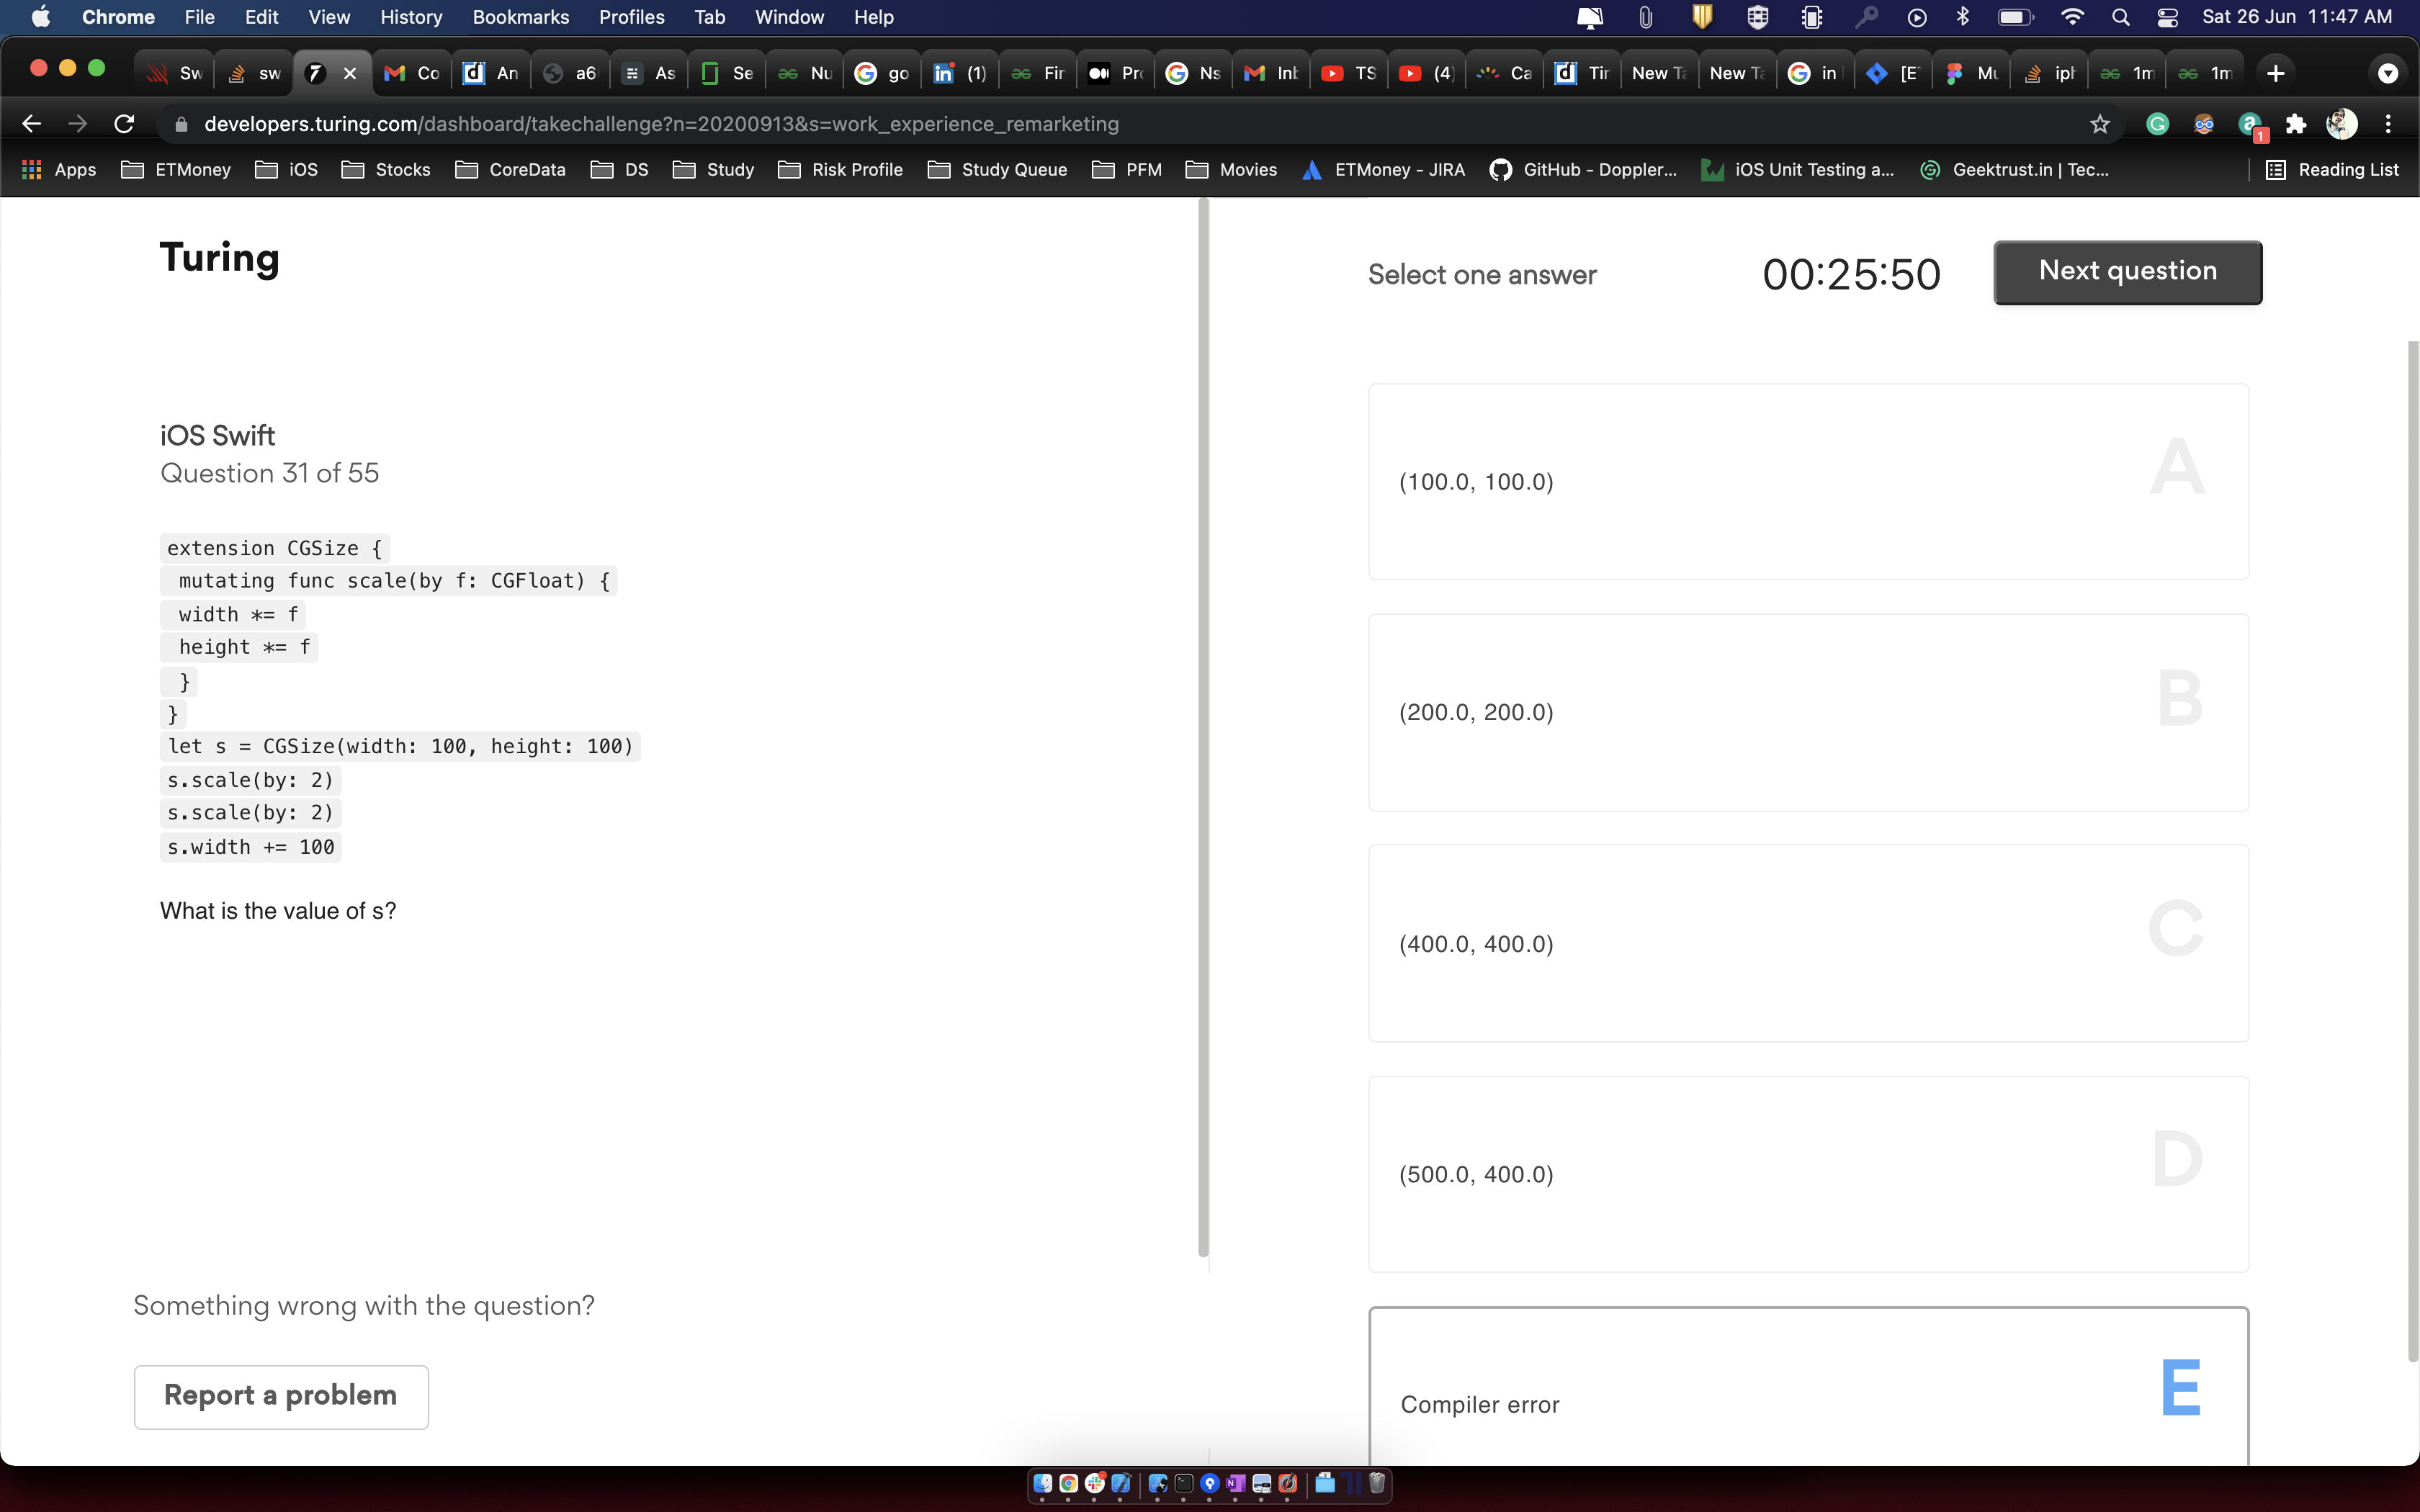 Chrome File Edit View History Bookmarks Profiles Tab Window Help Sat 26 Jun 11:47 AM
Sw sw Co An a6 As Se Nu go (1) Fir Pro Ns Inb TS (4) Ca Tir New Ta New Ta in [E Mu iph 1m 1m
developers.turing.com/dashboard/takechallenge?n=20200913&s=work_experience_remarketing
1
Apps ETMoney iOS Stocks CoreData DS Study Risk Profile Study Queue PFM Movies ETMoney - JIRA GitHub - Doppler... iOS Unit Testing a... Geektrust.in | Tec... Reading List
Turing
iOS Swift
Question 31 of 55
extension CGSize {
mutating func scale(by f: CGFloat) {
width *= f
height *= f
}
}
let s = CGSize(width: 100, height: 100)
s.scale(by: 2)
s.scale(by: 2)
s.width += 100
What is the value of s?
Something wrong with the question?
Report a problem
Select one answer 00:25:50 Next question
(100.0, 100.0) A
(200.0, 200.0) B
(400.0, 400.0) C
(500.0, 400.0) D
Compiler error E